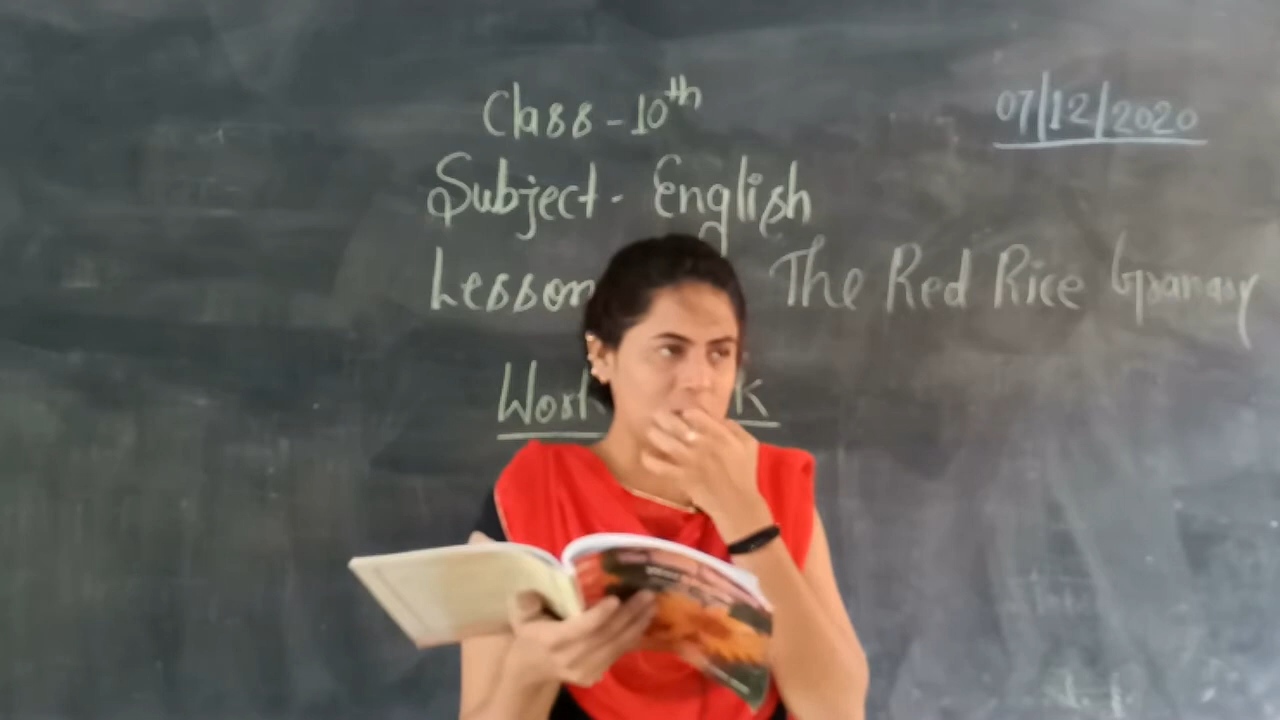 Class - 10th
07/12/2020
Subject - English
Lesson The Red Rice Granary